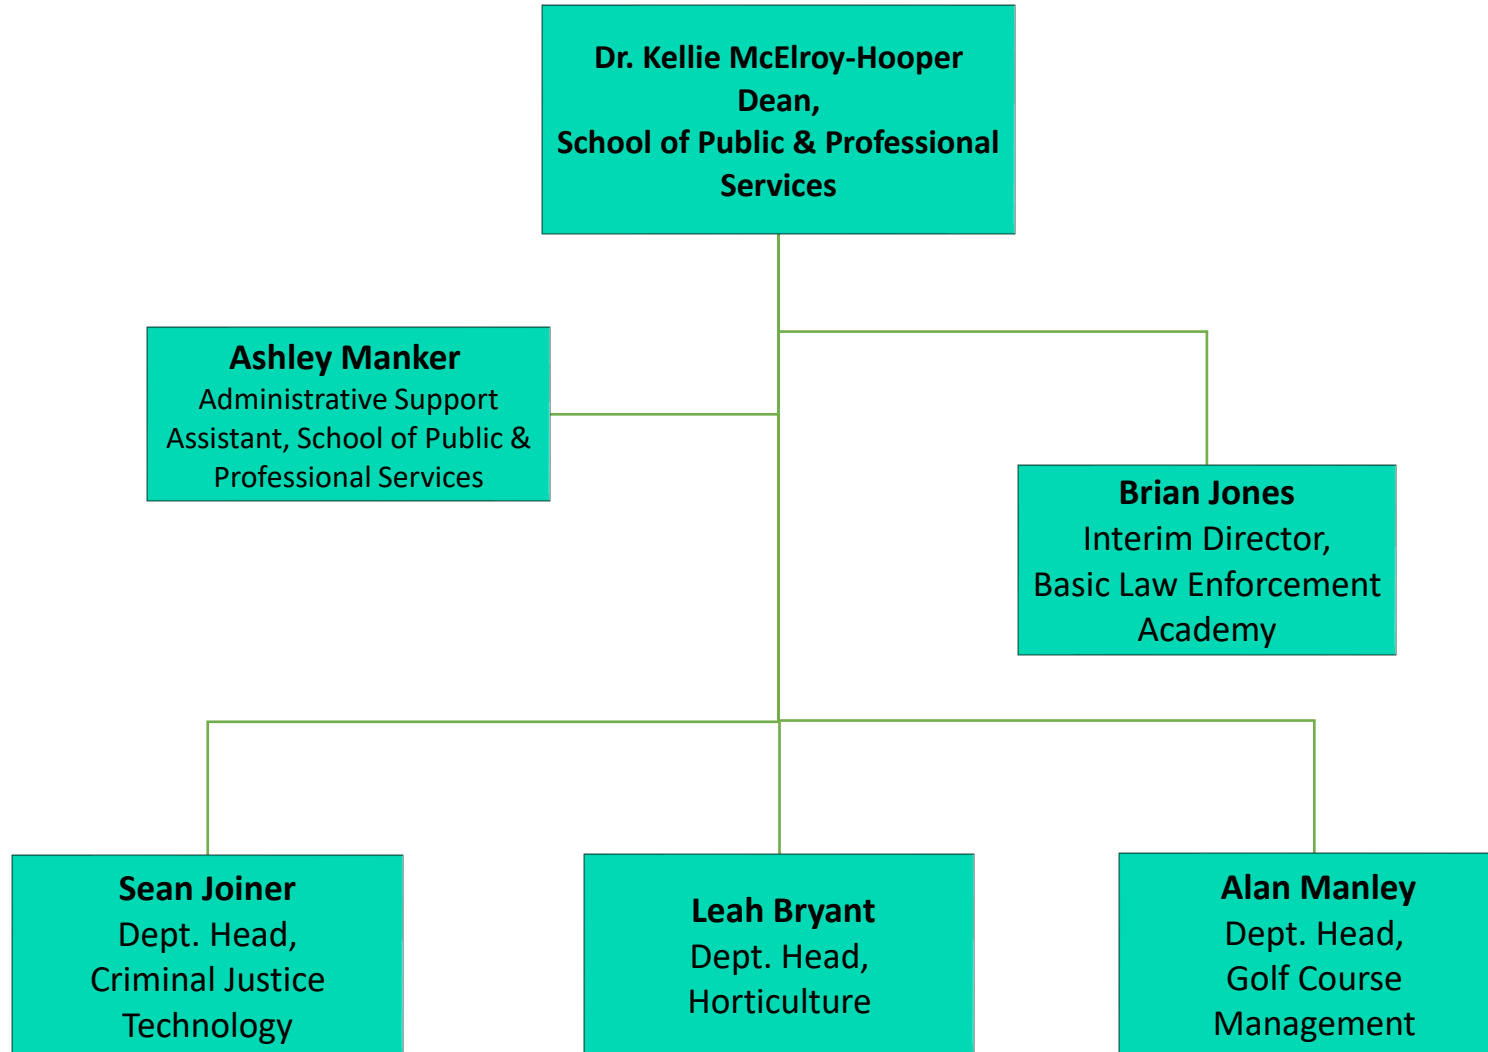 Dr. Kellie McElroy-Hooper
Dean,
School of Public & Professional
Services
Ashley Manker
Administrative Support
Assistant, School of Public &
Professional Services
Brian Jones
Interim Director,
Basic Law Enforcement
Academy
Sean Joiner
Dept. Head,
Criminal Justice
Technology
Leah Bryant
Dept. Head,
Horticulture
Alan Manley
Dept. Head,
Golf Course
Management